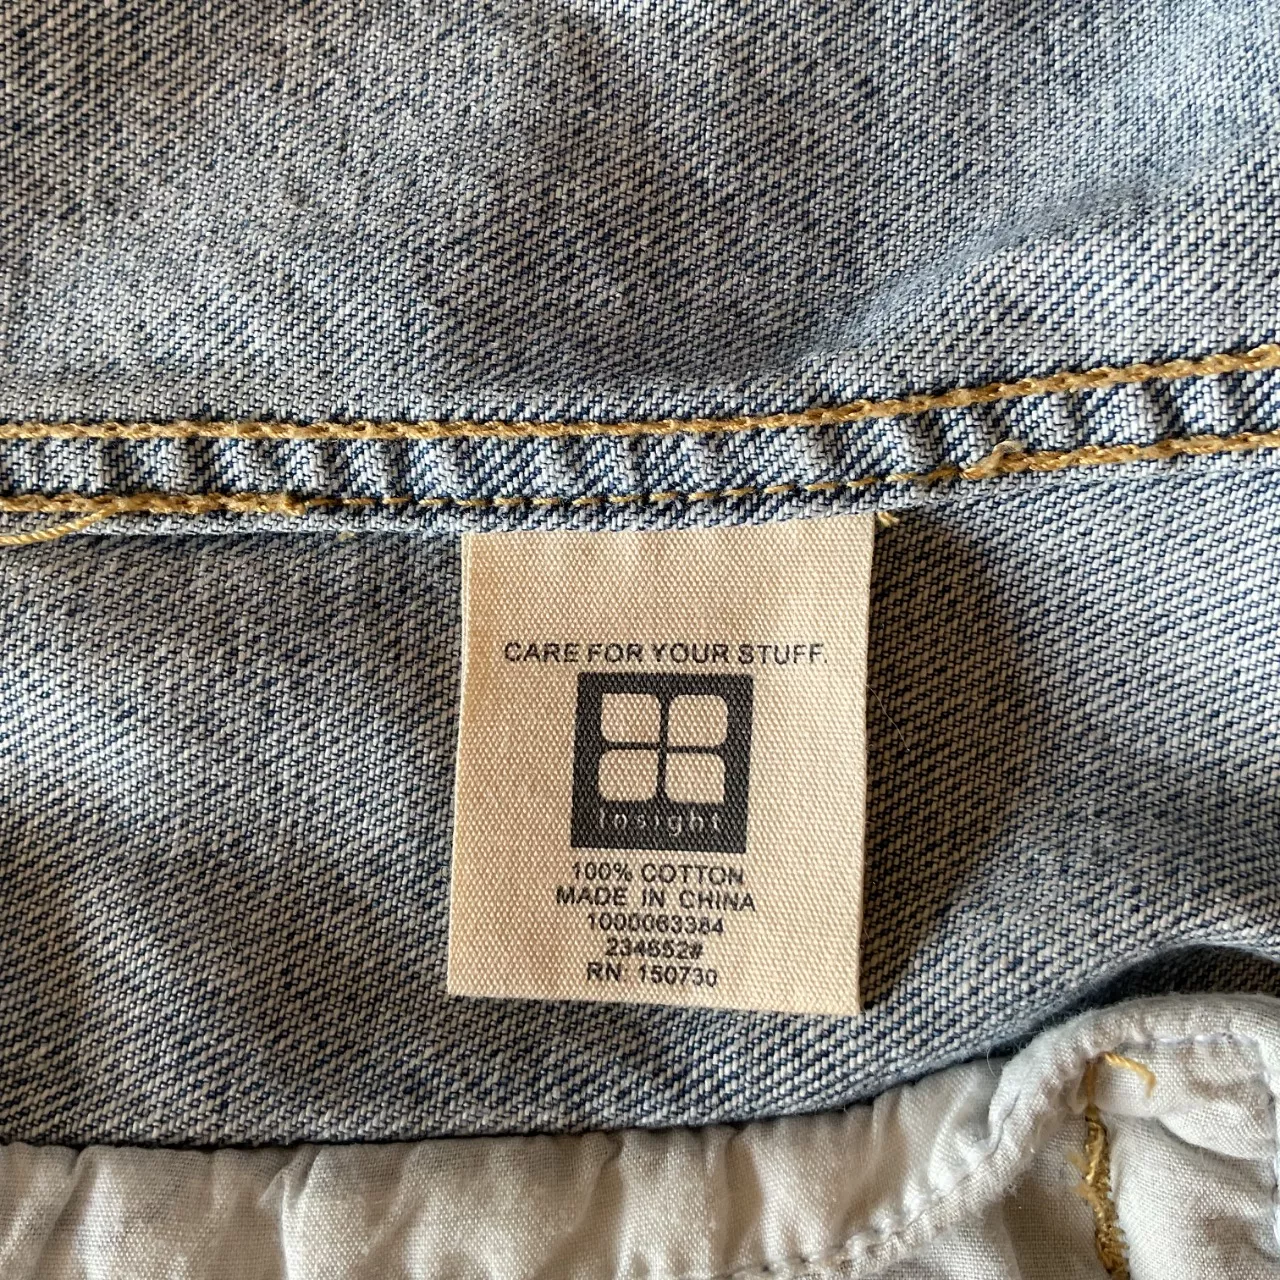 CARE FOR YOUR STUFF.
Insight
100% COTTON
MADE IN CHINA
1000063384
234652#
RN 150730